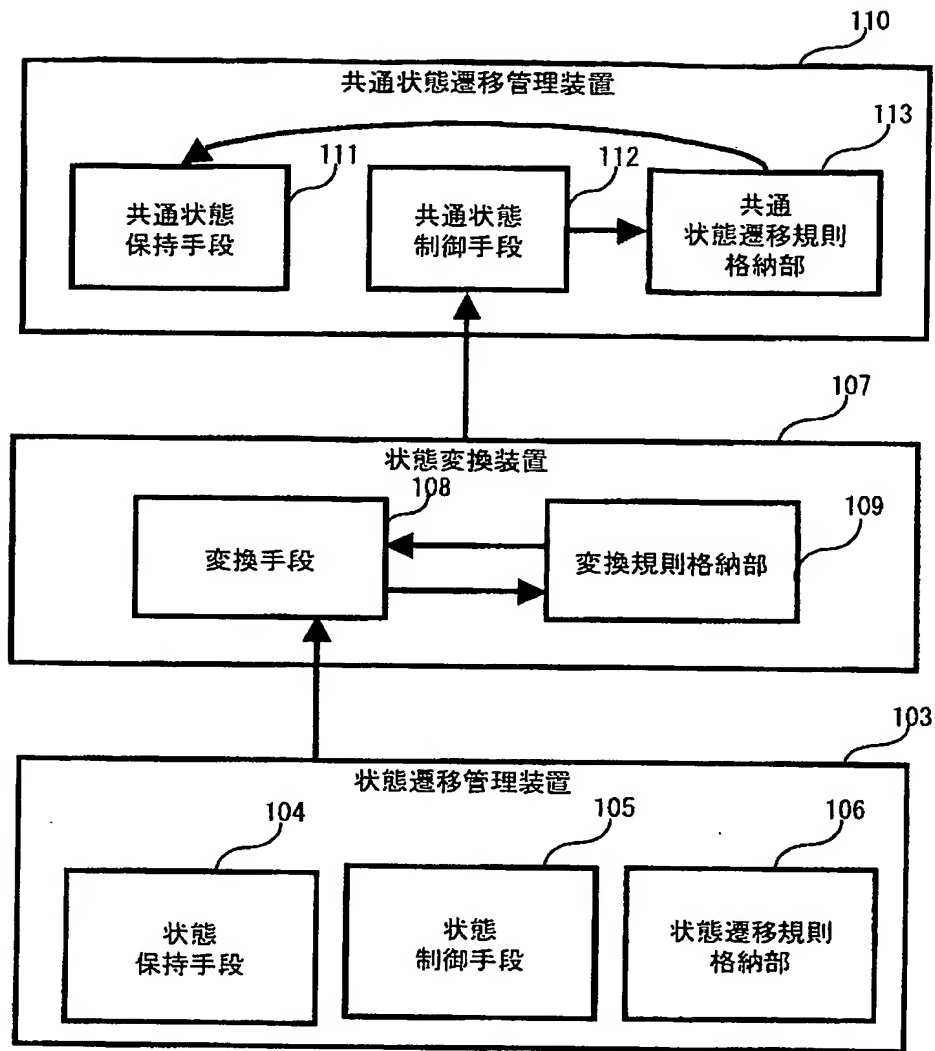 110
共通状態遷移管理装置
113
111
112
共通状態
保持手段
共通状態
制御手段
共通
状態遷移規則
格納部
107
状態変換装置
108
109
変換手段
変換規則格納部
103
状態遷移管理装置
104
105
106
状態
保持手段
状態
制御手段
状態遷移規則
格納部